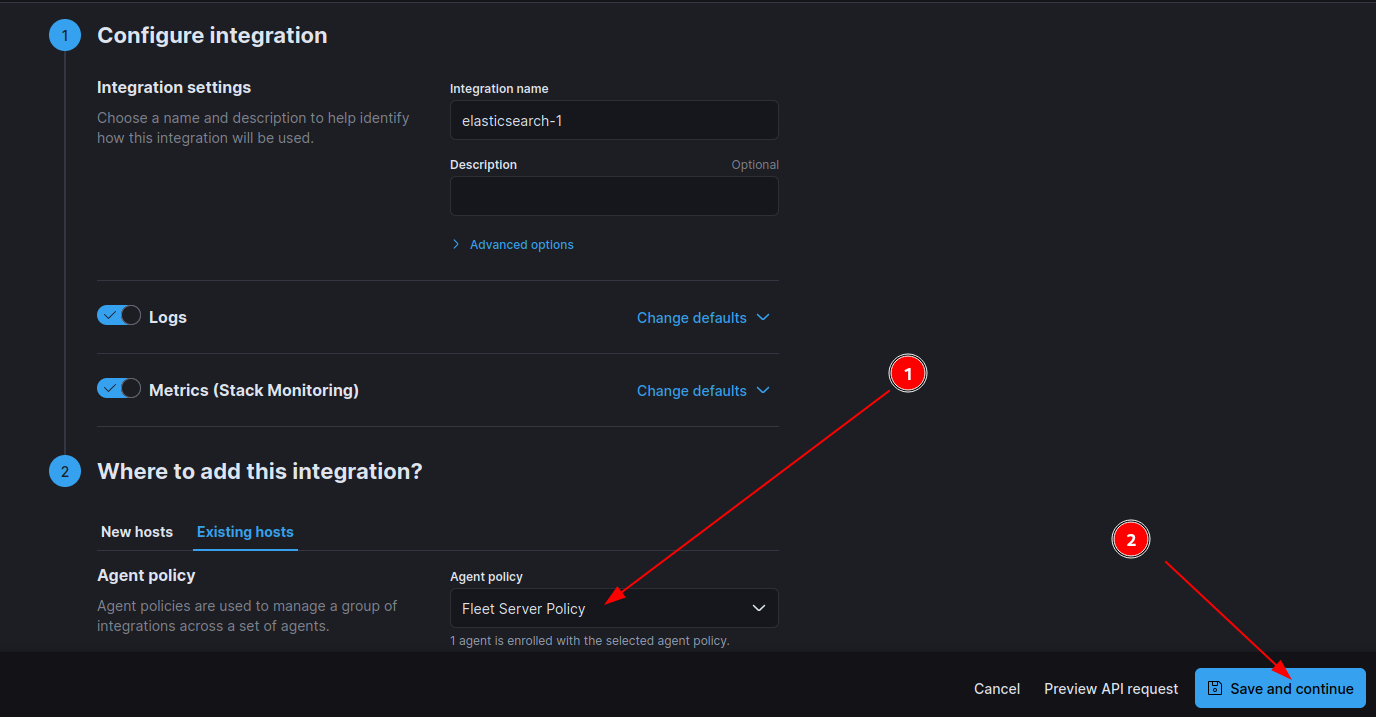 1 Configure integration
Integration settings
Choose a name and description to help identify
how this integration will be used.
Integration name
elasticsearch-1
Description Optional
Advanced options
Logs Change defaults
Metrics (Stack Monitoring) Change defaults
1
2 Where to add this integration?
New hosts Existing hosts
2
Agent policy
Agent policies are used to manage a group of
integrations across a set of agents.
Agent policy
Fleet Server Policy
1 agent is enrolled with the selected agent policy.
Cancel Preview API request Save and continue